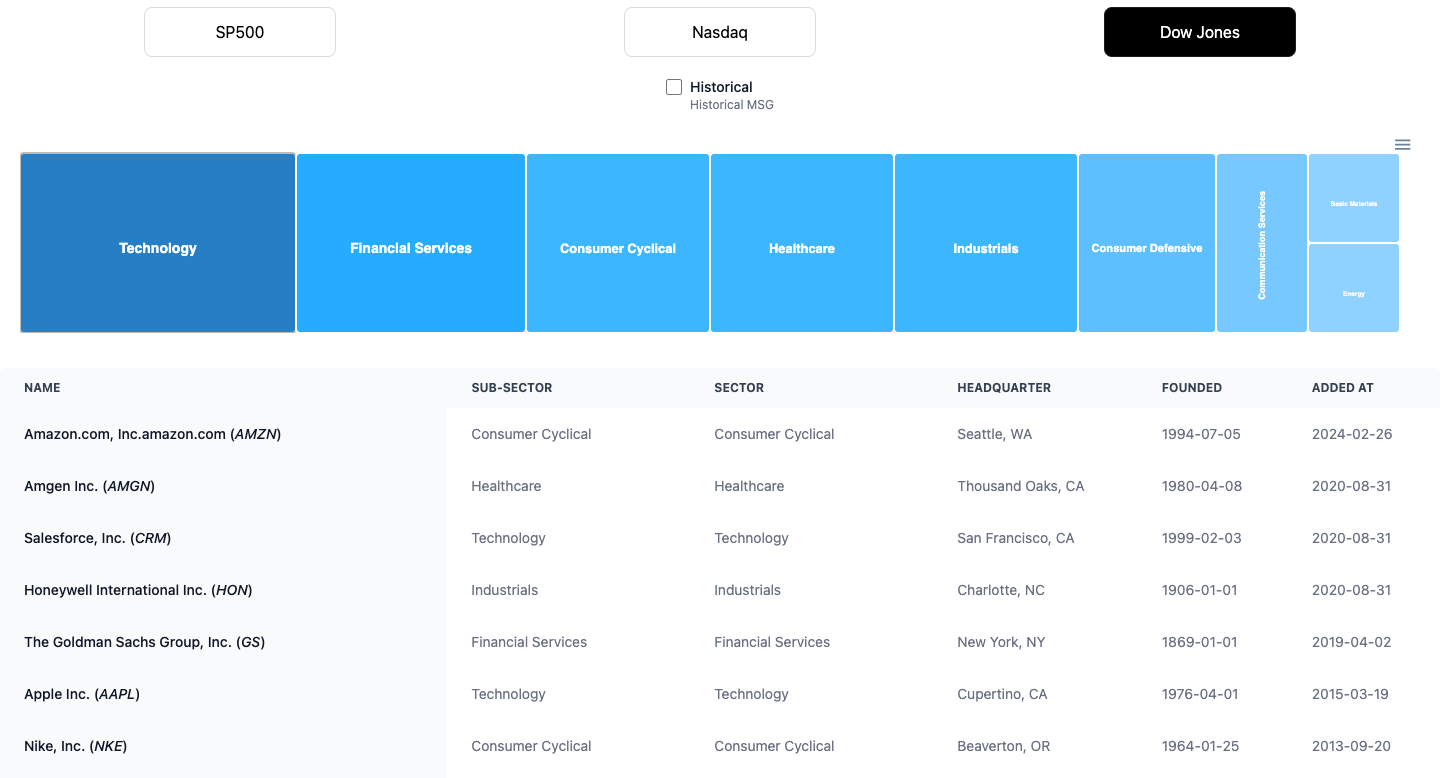 SP500 Nasdaq Dow Jones
Historical
Historical MSG
Technology Financial Services Consumer Cyclical Healthcare Industrials Consumer Defensive Communication Services Basic Materials
Energy
NAME SUB-SECTOR SECTOR HEADQUARTER FOUNDED ADDED AT
Amazon.com, Inc.amazon.com (AMZN) Consumer Cyclical Consumer Cyclical Seattle, WA 1994-07-05 2024-02-26
Amgen Inc. (AMGN) Healthcare Healthcare Thousand Oaks, CA 1980-04-08 2020-08-31
Salesforce, Inc. (CRM) Technology Technology San Francisco, CA 1999-02-03 2020-08-31
Honeywell International Inc. (HON) Industrials Industrials Charlotte, NC 1906-01-01 2020-08-31
The Goldman Sachs Group, Inc. (GS) Financial Services Financial Services New York, NY 1869-01-01 2019-04-02
Apple Inc. (AAPL) Technology Technology Cupertino, CA 1976-04-01 2015-03-19
Nike, Inc. (NKE) Consumer Cyclical Consumer Cyclical Beaverton, OR 1964-01-25 2013-09-20